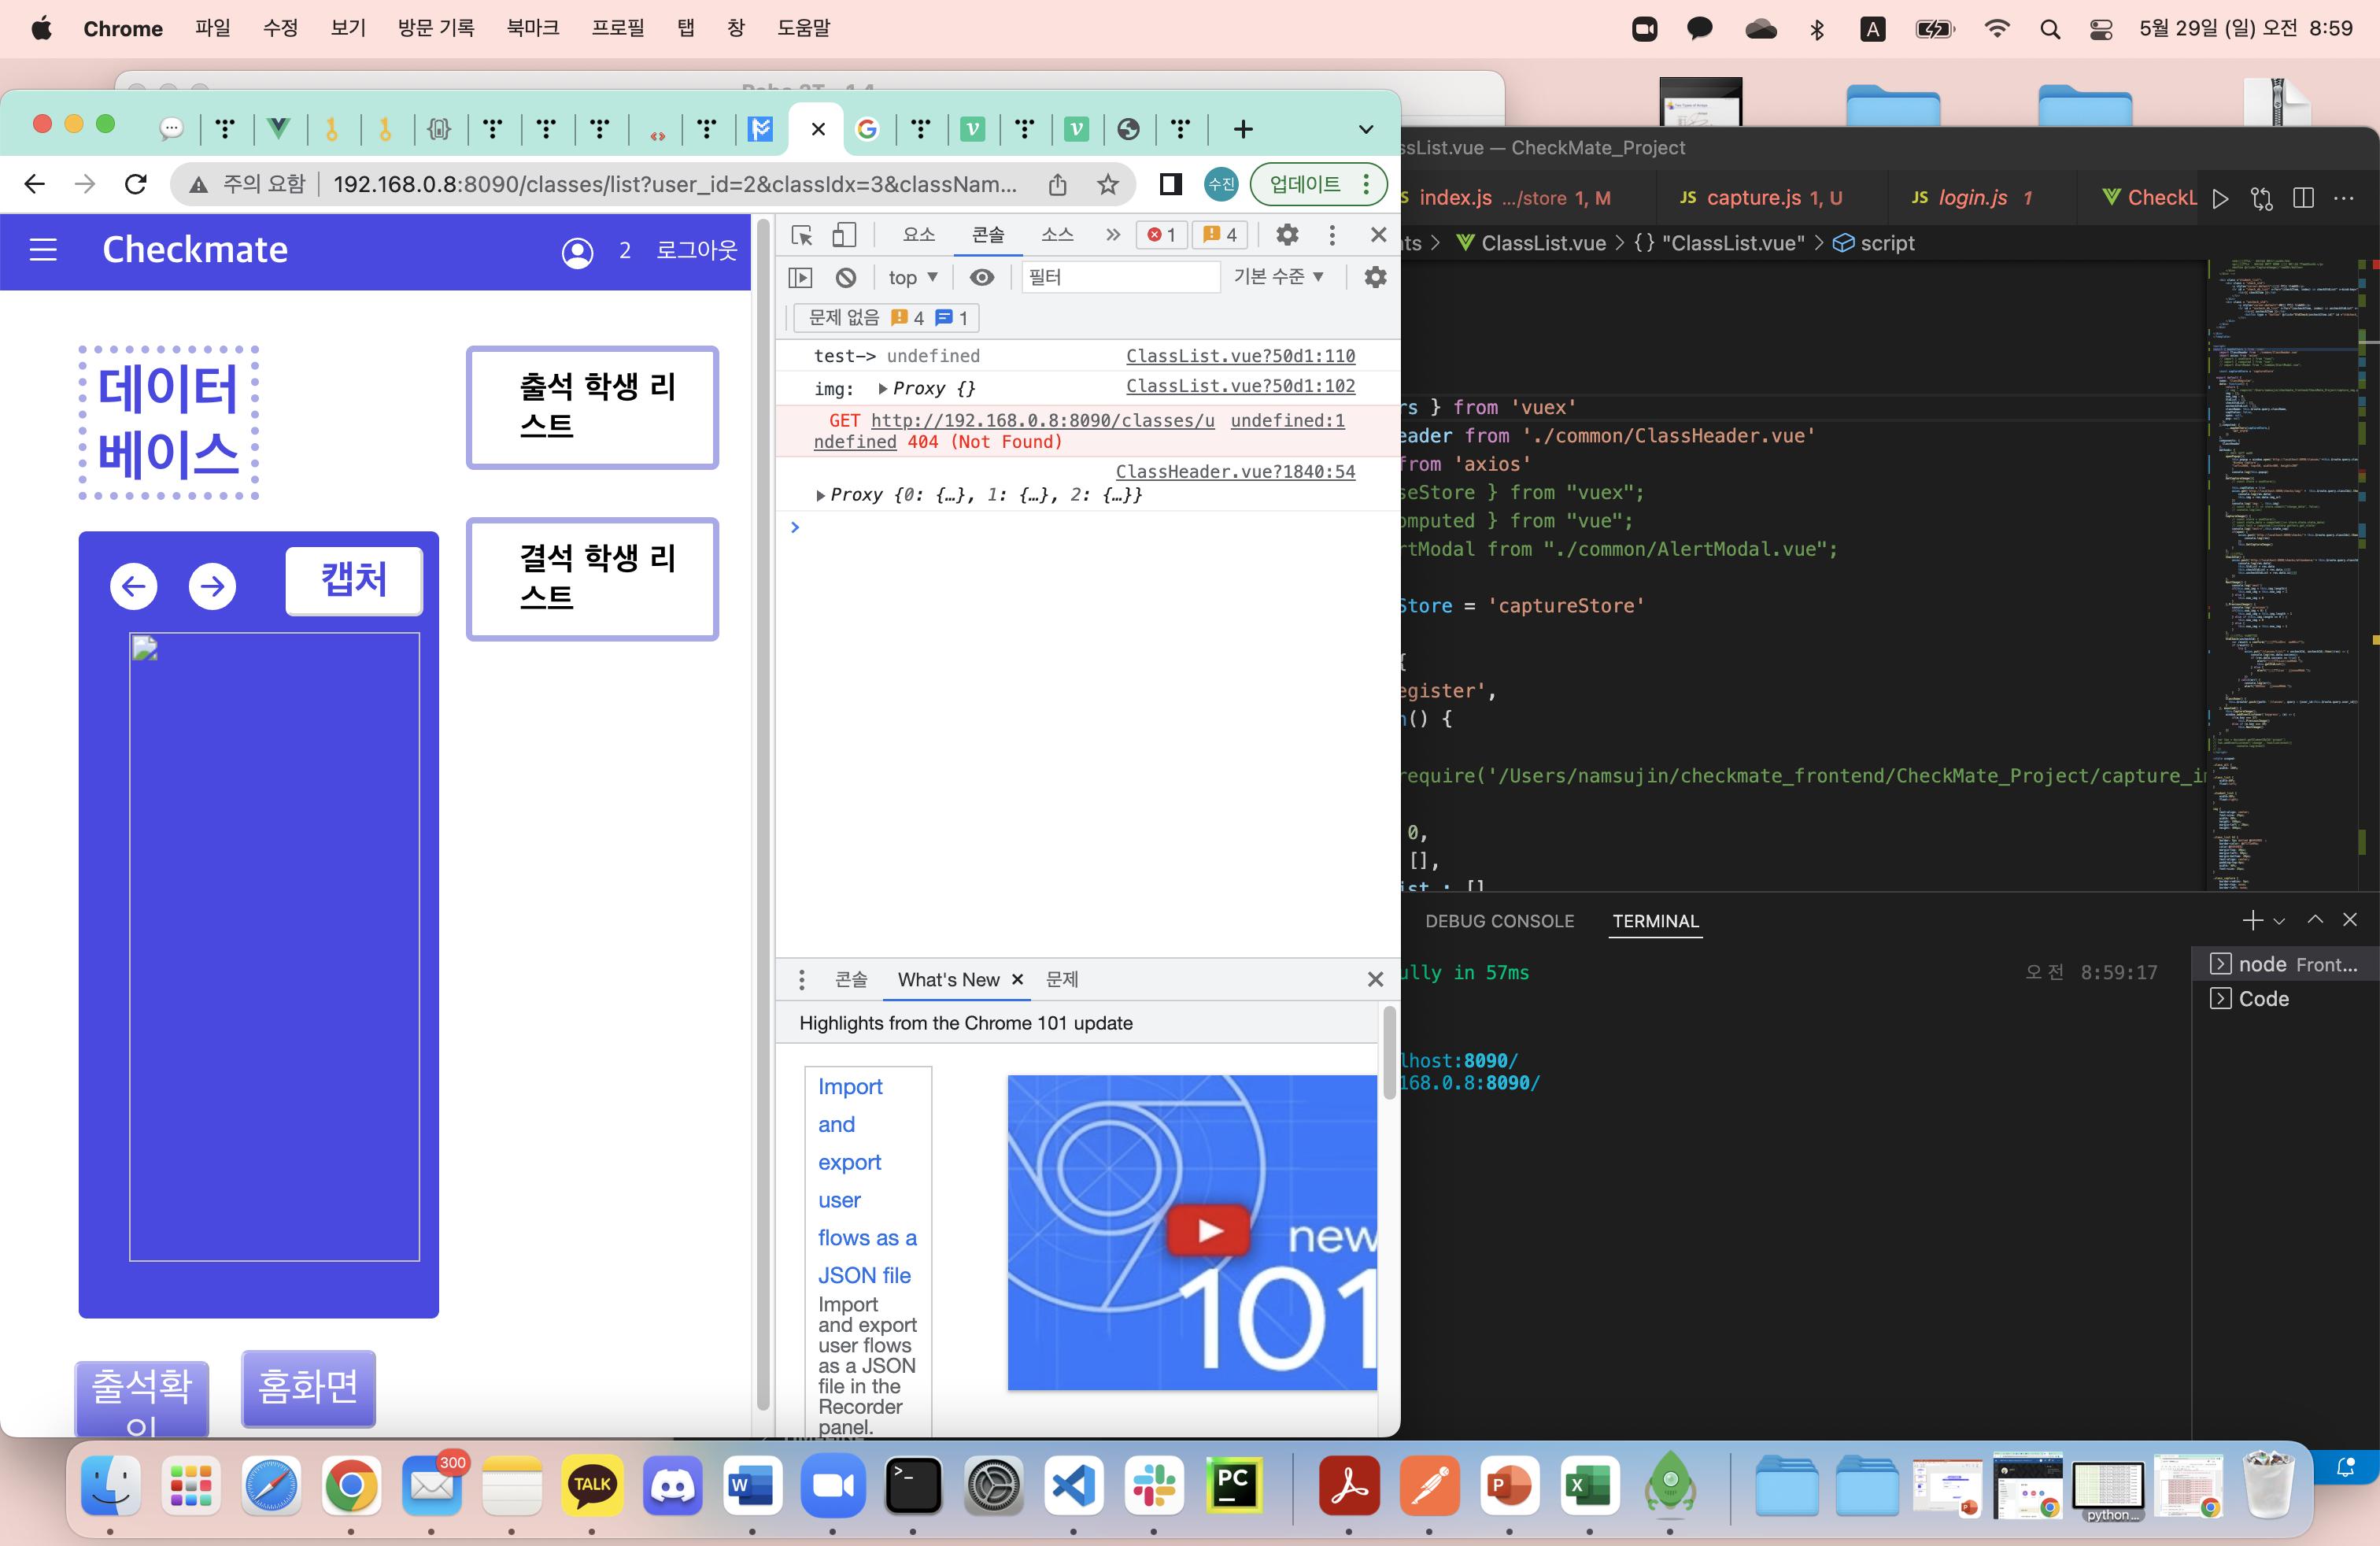 Chrome 파일 수정 보기 방문 기록 북마크 프로필 탭 창 도움말
A 5월 29일 (일) 오전 8:59
주의 요함 192.168.0.8:8090/classes/list?user_id=2&classIdx=3&classNam...
수진 업데이트
Checkmate 2 로그아웃
데이터
베이스
출석 학생 리
스트
결석 학생 리
스트
캡처
출석확
인
홈화면
요소 콘솔 소스 1 4
top 필터 기본 수준
문제 없음 4 1
test-> undefined ClassList.vue?50d1:110
img: Proxy {} ClassList.vue?50d1:102
GET http://192.168.0.8:8090/classes/u undefined:1
ndefined 404 (Not Found)
ClassHeader.vue?1840:54
Proxy {0: {…}, 1: {…}, 2: {…}}
콘솔 What's New 문제
Highlights from the Chrome 101 update
Import
and
export
user
flows as a
JSON file
Import
and export
user flows
as a JSON
file in the
Recorder
panel.
new
101
ssList.vue — CheckMate_Project
JS index.js .../store 1, M JS capture.js 1, U JS login.js 1 CheckL
nts > ClassList.vue > {} "ClassList.vue" > script
rs } from 'vuex'
eader from './common/ClassHeader.vue'
from 'axios'
seStore } from "vuex";
omputed } from "vue";
rtModal from "./common/AlertModal.vue";
Store = 'captureStore'
{
egister',
n() {
require('/Users/namsujin/checkmate_frontend/CheckMate_Project/capture_i
0,
[],
ist : []
DEBUG CONSOLE TERMINAL
ully in 57ms 오전 8:59:17
lhost:8090/
168.0.8:8090/
node Front...
Code
300
TALK
W
PC
P
X
python...